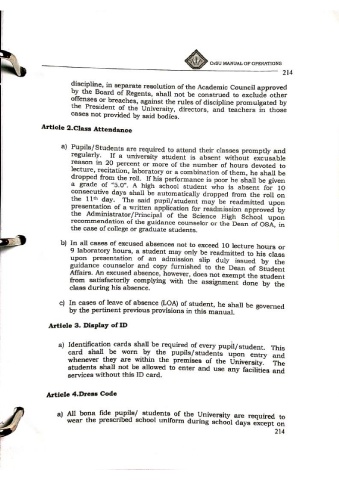 CvSU MANUAL OF OPERATIONS
214
discipline, in separate resolution of the Academic Council approved
by the Board of Regents, shall not be construed to exclude other
offenses or breaches, against the rules of discipline promulgated by
the President of the University, directors, and teachers in those
cases not provided by said bodies.
Article 2.Class Attendance
a) Pupils/Students are required to attend their classes promptly and
regularly. If a university student is absent without excusable
reason in 20 percent or more of the number of hours devoted to
lecture, recitation, laboratory or a combination of them, he shall be
dropped from the roll. If his performance is poor he shall be given
a grade of "5.0". A high school student who is absent for 10
consecutive days shall be automatically dropped from the roll on
the 11th day. The said pupil/student may be readmitted upon
presentation of a written application for readmission approved by
the Administrator/Principal of the Science High School upon
recommendation of the guidance counselor or the Dean of OSA, in
the case of college or graduate students.
b) In all cases of excused absences not to exceed 10 lecture hours or
9 laboratory hours, a student may only be readmitted to his class
upon presentation of an admission slip duly issued by the
guidance counselor and copy furnished to the Dean of Student
Affairs. An excused absence, however, does not exempt the student
from satisfactorily complying with the assignment done by the
class during his absence.
c) In cases of leave of absence (LOA) of student, he shall be governed
by the pertinent previous provisions in this manual.
Article 3. Display of ID
a) Identification cards shall be required of every pupil/student. This
card shall be worn by the pupils/students upon entry and
whenever they are within the premises of the University. The
students shall not be allowed to enter and use any facilities and
services without this ID card.
Article 4.Dress Code
a) All bona fide pupils/ students of the University are required to
wear the prescribed school uniform during school days except on
214